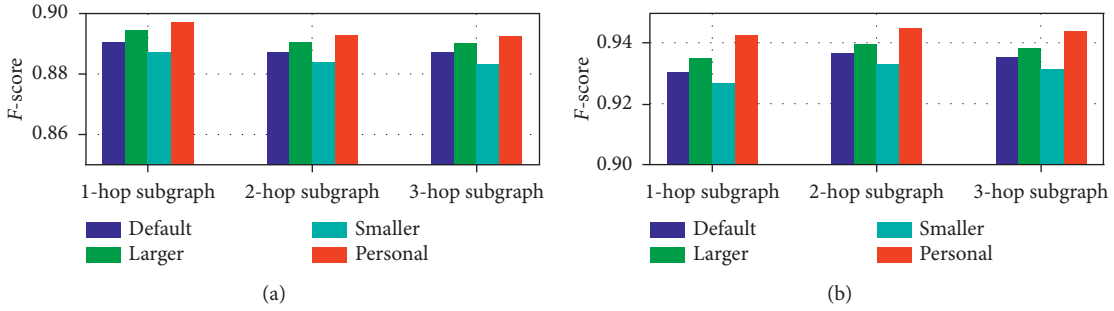 0.90
0.88
0.86
F-score
1-hop subgraph 2-hop subgraph 3-hop subgraph
Default
Larger
Smaller
Personal
(a)
0.94
0.92
0.90
F-score
1-hop subgraph 2-hop subgraph 3-hop subgraph
Default
Larger
Smaller
Personal
(b)